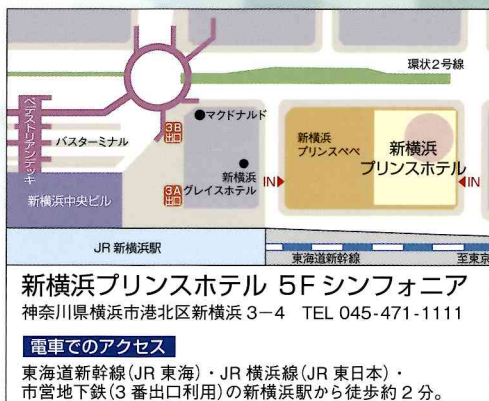 環状2号線
ペデストリアンデッキ
バスターミナル
3B
出口
●マクドナルド
新横浜
プリンスペペ
新横浜
プリンスホテル
新横浜
グレイスホテル
3A
出口
IN
IN
新横浜中央ビル
JR 新横浜駅
東海道新幹線
至東京
新横浜プリンスホテル 5F シンフォニア
神奈川県横浜市港北区新横浜 3−4 TEL 045-471-1111
電車でのアクセス
東海道新幹線(JR 東海)・JR 横浜線(JR 東日本)・
市営地下鉄(3 番出口利用)の新横浜駅から徒歩約 2 分。